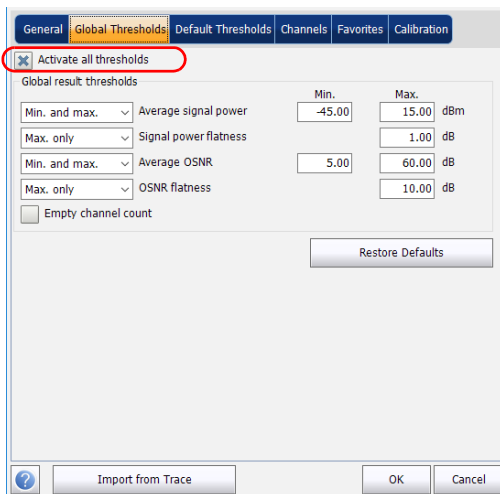 General Global Thresholds Default Thresholds Channels Favorites Calibration
Activate all thresholds
Global result thresholds
Min. Max.
Min. and max. Average signal power -45.00 15.00 dBm
Max. only Signal power flatness 1.00 dB
Min. and max. Average OSNR 5.00 60.00 dB
Max. only OSNR flatness 10.00 dB
Empty channel count
Restore Defaults
? Import from Trace OK Cancel